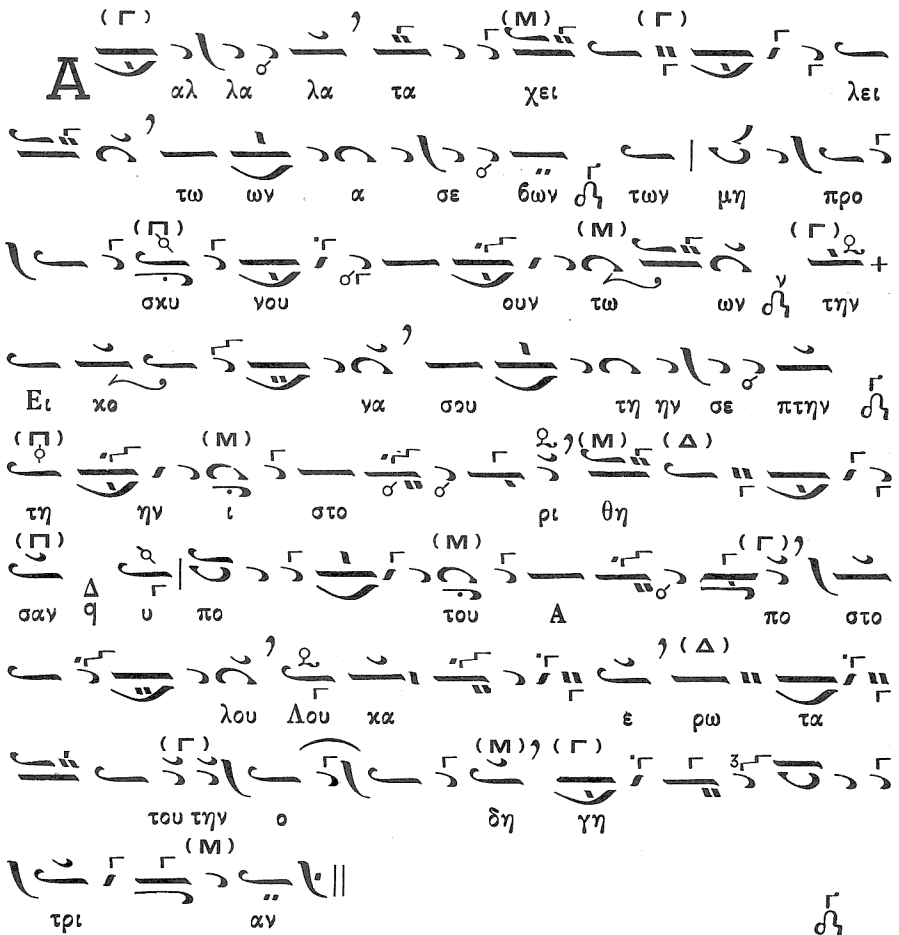 Α αλ λα λα τα χει λει
τω ων α σε βων των μη προ
σκυ νου ουν τω ων την
Ει κο να σου τη ην σε πτην
τη ην ι στο ρι θη
σαν υ πο του Α πο στο
λου Λου κα ε ρω τα
του την ο δη γη
τρι αν